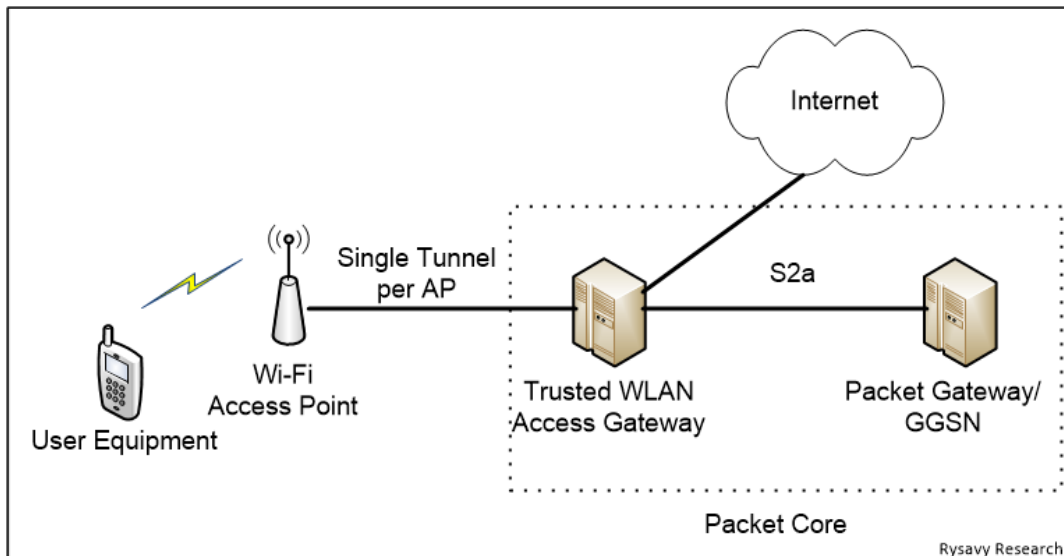 Internet
Single Tunnel
per AP
S2a
Wi-Fi
Access Point
User Equipment
Trusted WLAN
Access Gateway
Packet Gateway/
GGSN
Packet Core
Rysavy Research